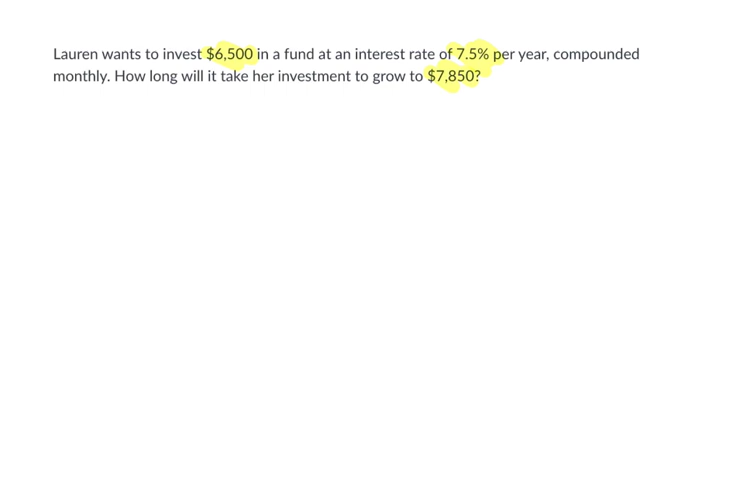 Lauren wants to invest $6,500 in a fund at an interest rate of 7.5% per year, compounded
monthly. How long will it take her investment to grow to $7,850?